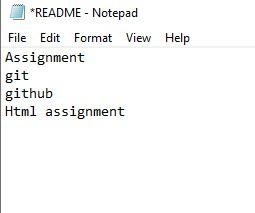 *README - Notepad
File Edit Format View Help
Assignment
git
github
Html assignment